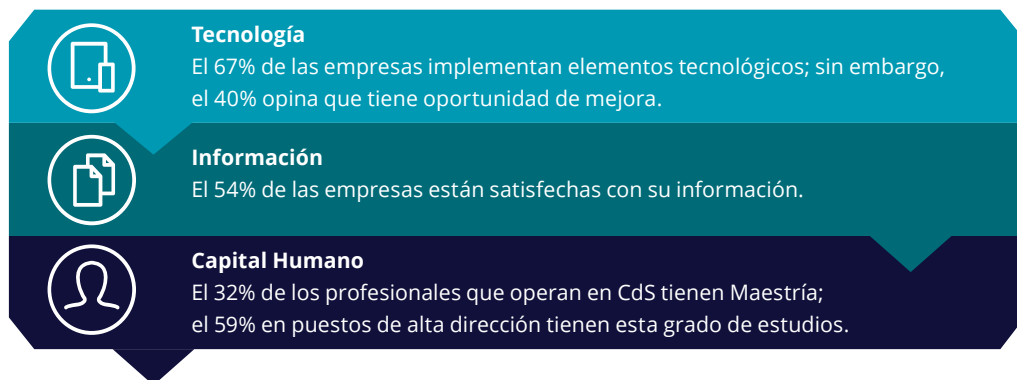 Tecnología
El 67% de las empresas implementan elementos tecnológicos; sin embargo,
el 40% opina que tiene oportunidad de mejora.
Información
El 54% de las empresas están satisfechas con su información.
Capital Humano
El 32% de los profesionales que operan en CdS tienen Maestría;
el 59% en puestos de alta dirección tienen esta grado de estudios.